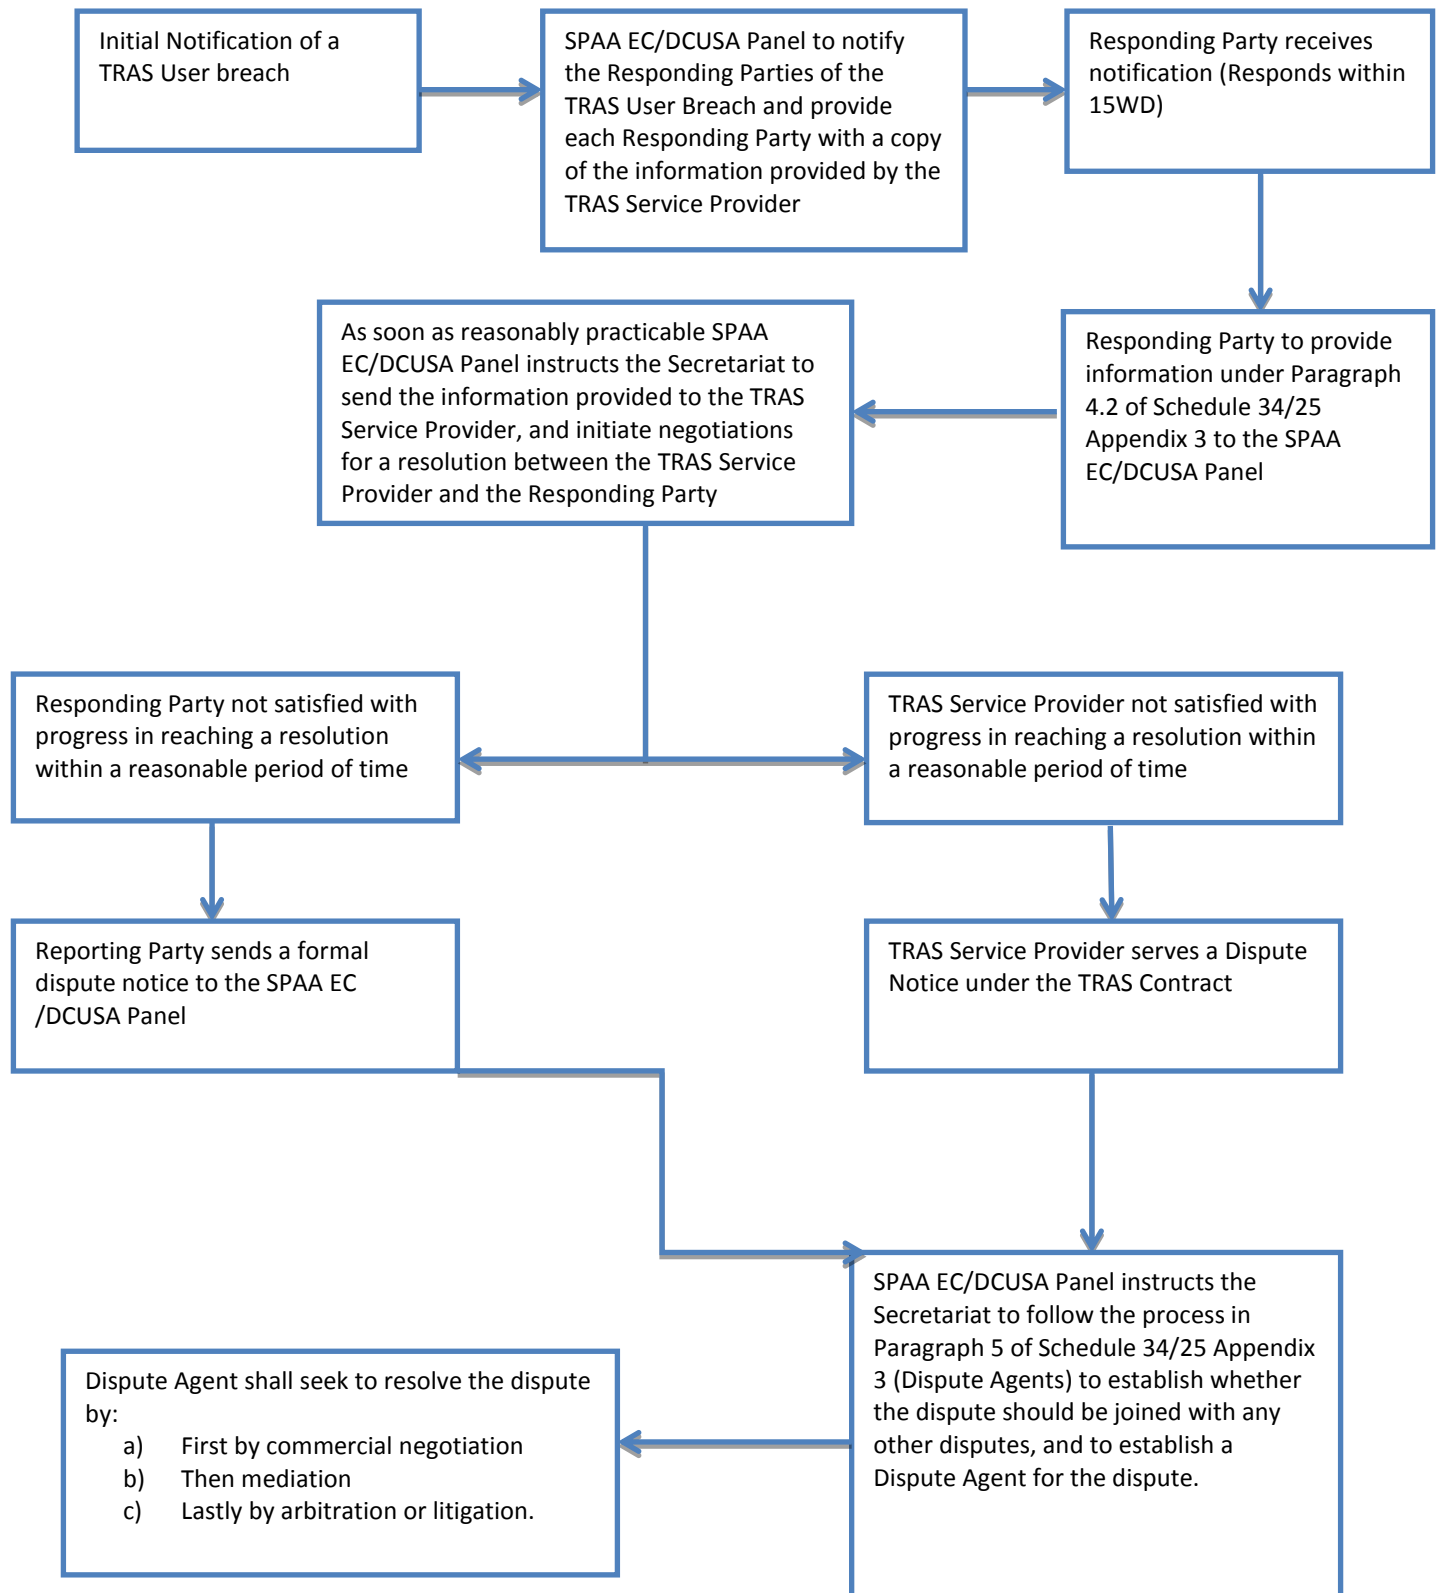 Initial Notification of a
TRAS User breach
SPAA EC/DCUSA Panel to notify
the Responding Parties of the
TRAS User Breach and provide
each Responding Party with a copy
of the information provided by the
TRAS Service Provider
Responding Party receives
notification (Responds within
15WD)
Responding Party to provide
information under Paragraph
4.2 of Schedule 34/25
Appendix 3 to the SPAA
EC/DCUSA Panel
As soon as reasonably practicable SPAA
EC/DCUSA Panel instructs the Secretariat to
send the information provided to the TRAS
Service Provider, and initiate negotiations
for a resolution between the TRAS Service
Provider and the Responding Party
Responding Party not satisfied with
progress in reaching a resolution
within a reasonable period of time
TRAS Service Provider not satisfied with
progress in reaching a resolution within
a reasonable period of time
Reporting Party sends a formal
dispute notice to the SPAA EC
/DCUSA Panel
TRAS Service Provider serves a Dispute
Notice under the TRAS Contract
SPAA EC/DCUSA Panel instructs the
Secretariat to follow the process in
Paragraph 5 of Schedule 34/25 Appendix
3 (Dispute Agents) to establish whether
the dispute should be joined with any
other disputes, and to establish a
Dispute Agent for the dispute.
Dispute Agent shall seek to resolve the dispute
by:
a) First by commercial negotiation
b) Then mediation
c) Lastly by arbitration or litigation.